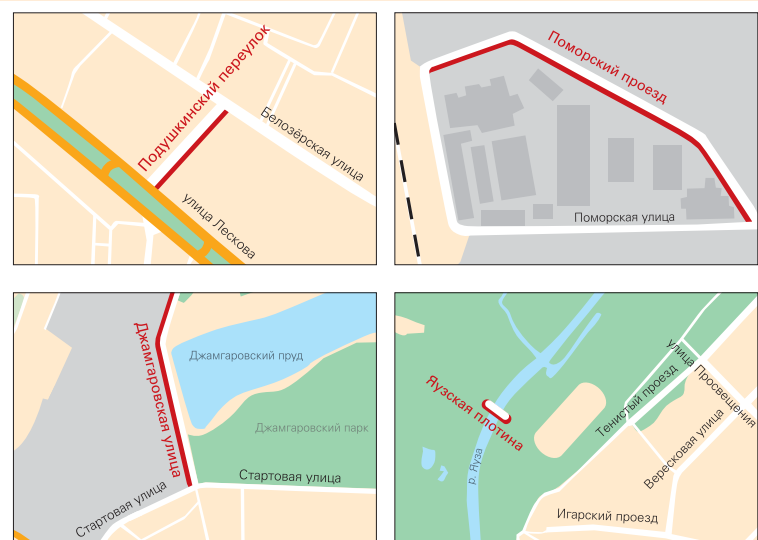 Подушкинский переулок
Белозёрская улица
улица Лескова
Поморский проезд
Поморская улица
Джамгаровская улица
Джамгаровский пруд
Джамгаровский парк
Стартовая улица
Стартовая улица
Яузская плотина
р. Яуза
улица Просвещения
Тенистый проезд
Вересковая улица
Игарский проезд